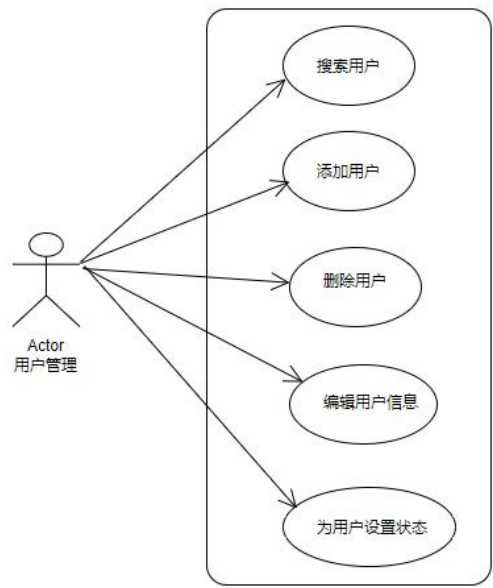 搜索用户
添加用户
删除用户
Actor
用户管理
编辑用户信息
为用户设置状态